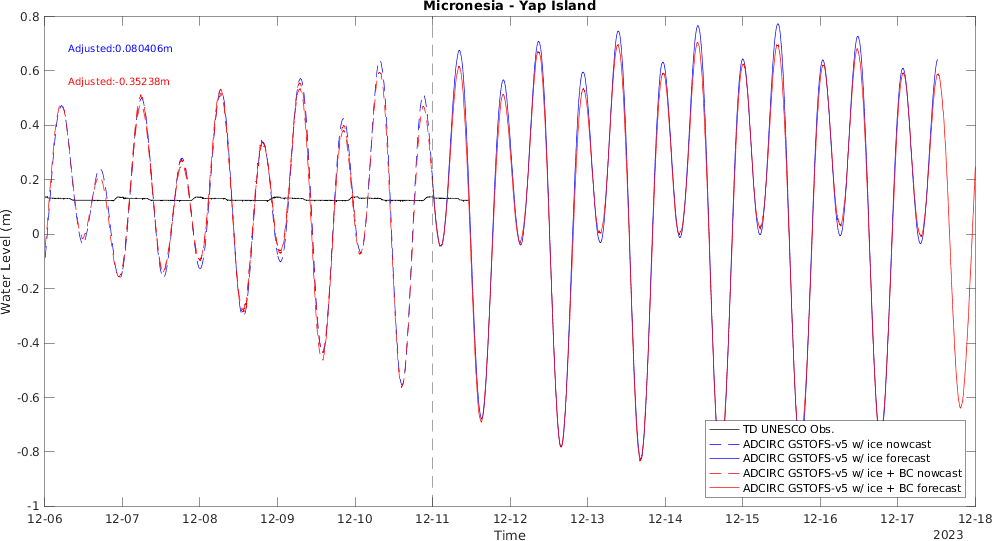 Micronesia - Yap Island
Adjusted:0.080406m
Adjusted:-0.35238m
Water Level (m)
0.8
0.6
0.4
0.2
0
-0.2
-0.4
-0.6
-0.8
-1
TD UNESCO Obs.
ADCIRC GSTOFS-v5 w/ ice nowcast
ADCIRC GSTOFS-v5 w/ ice forecast
ADCIRC GSTOFS-v5 w/ ice + BC nowcast
ADCIRC GSTOFS-v5 w/ ice + BC forecast
12-06 12-07 12-08 12-09 12-10 12-11 12-12 12-13 12-14 12-15 12-16 12-17 12-18
Time
2023